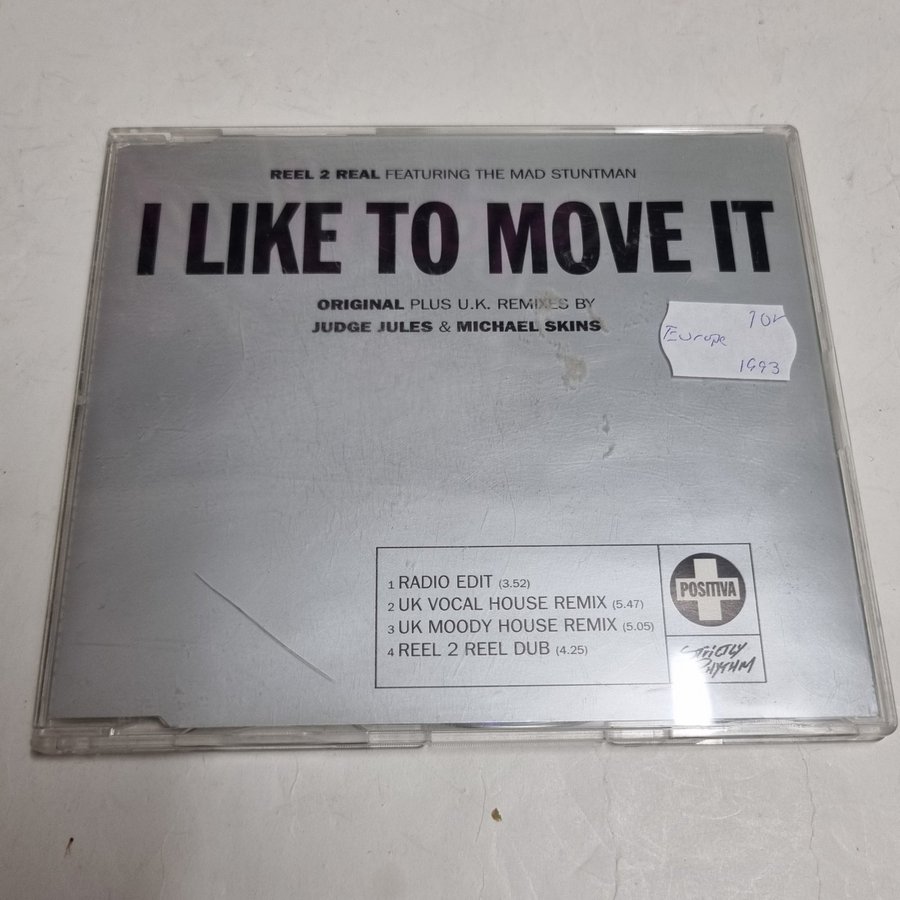 REEL 2 REAL FEATURING THE MAD STUNTMAN
I LIKE TO MOVE IT
ORIGINAL PLUS U.K. REMIXES BY
JUDGE JULES & MICHAEL SKINS
10kr
Europe
1993
1 RADIO EDIT (3.52)
2 UK VOCAL HOUSE REMIX (5.47)
3 UK MOODY HOUSE REMIX (5.05)
4 REEL 2 REEL DUB (4.25)
POSITIVA
STRICTLY
RHYTHM